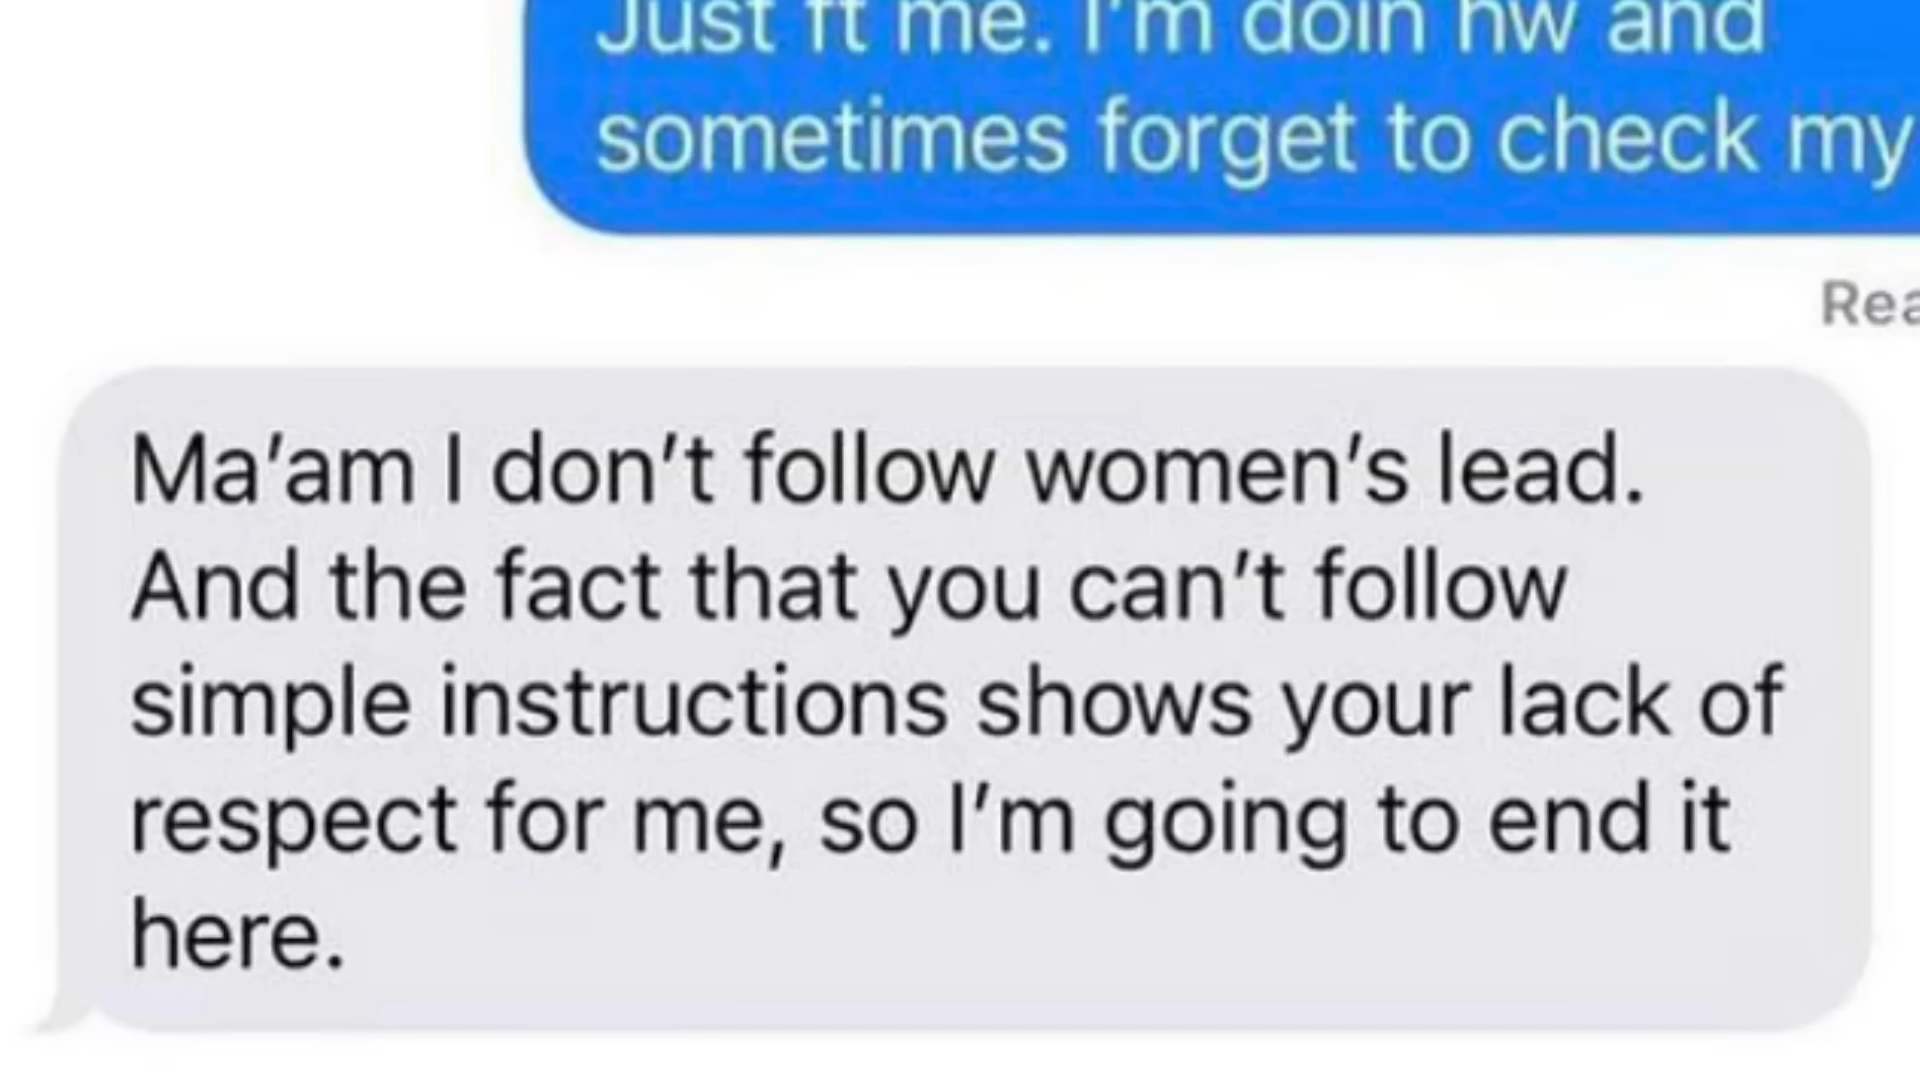 Just ft me. I'm doin hw and
sometimes forget to check my
Rea
Ma’am I don’t follow women’s lead.
And the fact that you can’t follow
simple instructions shows your lack of
respect for me, so I’m going to end it
here.